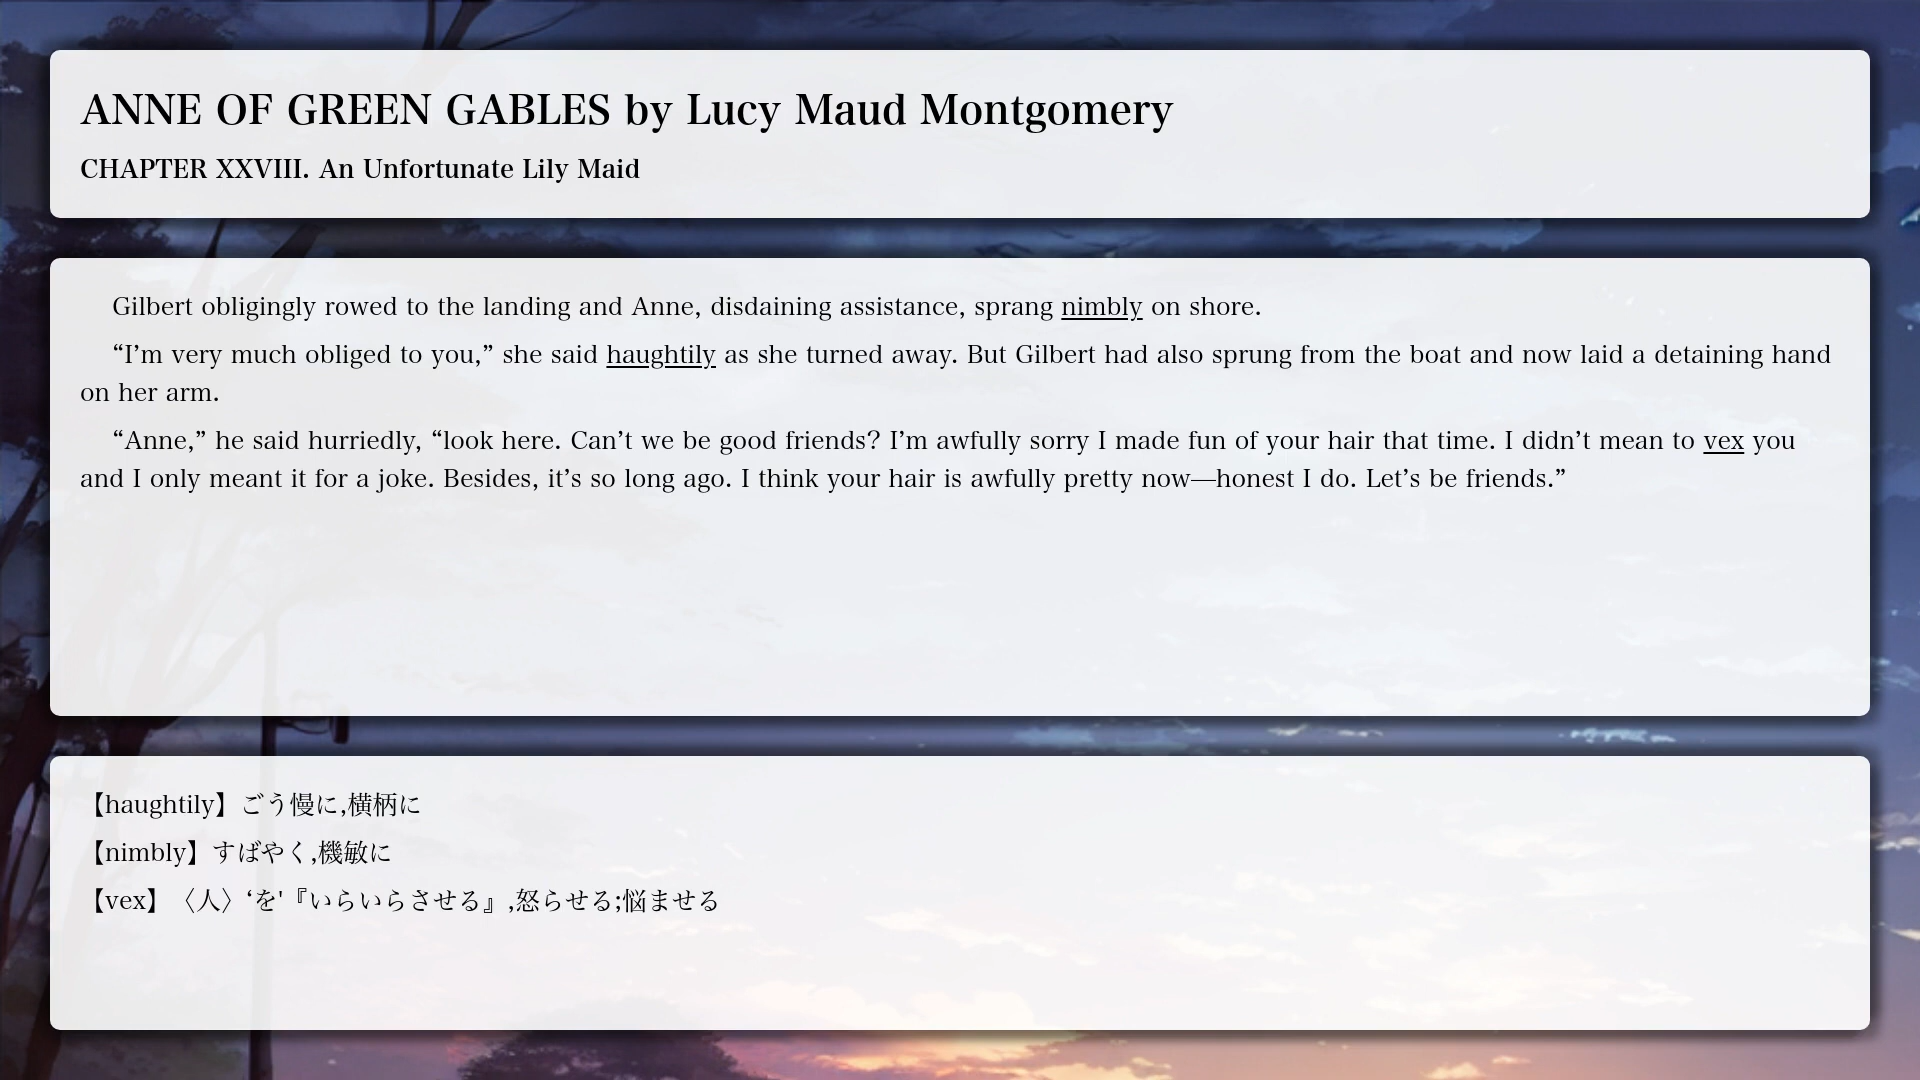 ANNE OF GREEN GABLES by Lucy Maud Montgomery
CHAPTER XXVIII. An Unfortunate Lily Maid
Gilbert obligingly rowed to the landing and Anne, disdaining assistance, sprang nimbly on shore.
“I’m very much obliged to you,” she said haughtily as she turned away. But Gilbert had also sprung from the boat and now laid a detaining hand
on her arm.
“Anne,” he said hurriedly, “look here. Can’t we be good friends? I’m awfully sorry I made fun of your hair that time. I didn’t mean to vex you
and I only meant it for a joke. Besides, it’s so long ago. I think your hair is awfully pretty now—honest I do. Let’s be friends.”
【haughtily】ごう慢に,横柄に
【nimbly】すばやく,機敏に
【vex】〈人〉‘を'『いらいらさせる』,怒らせる;悩ませる